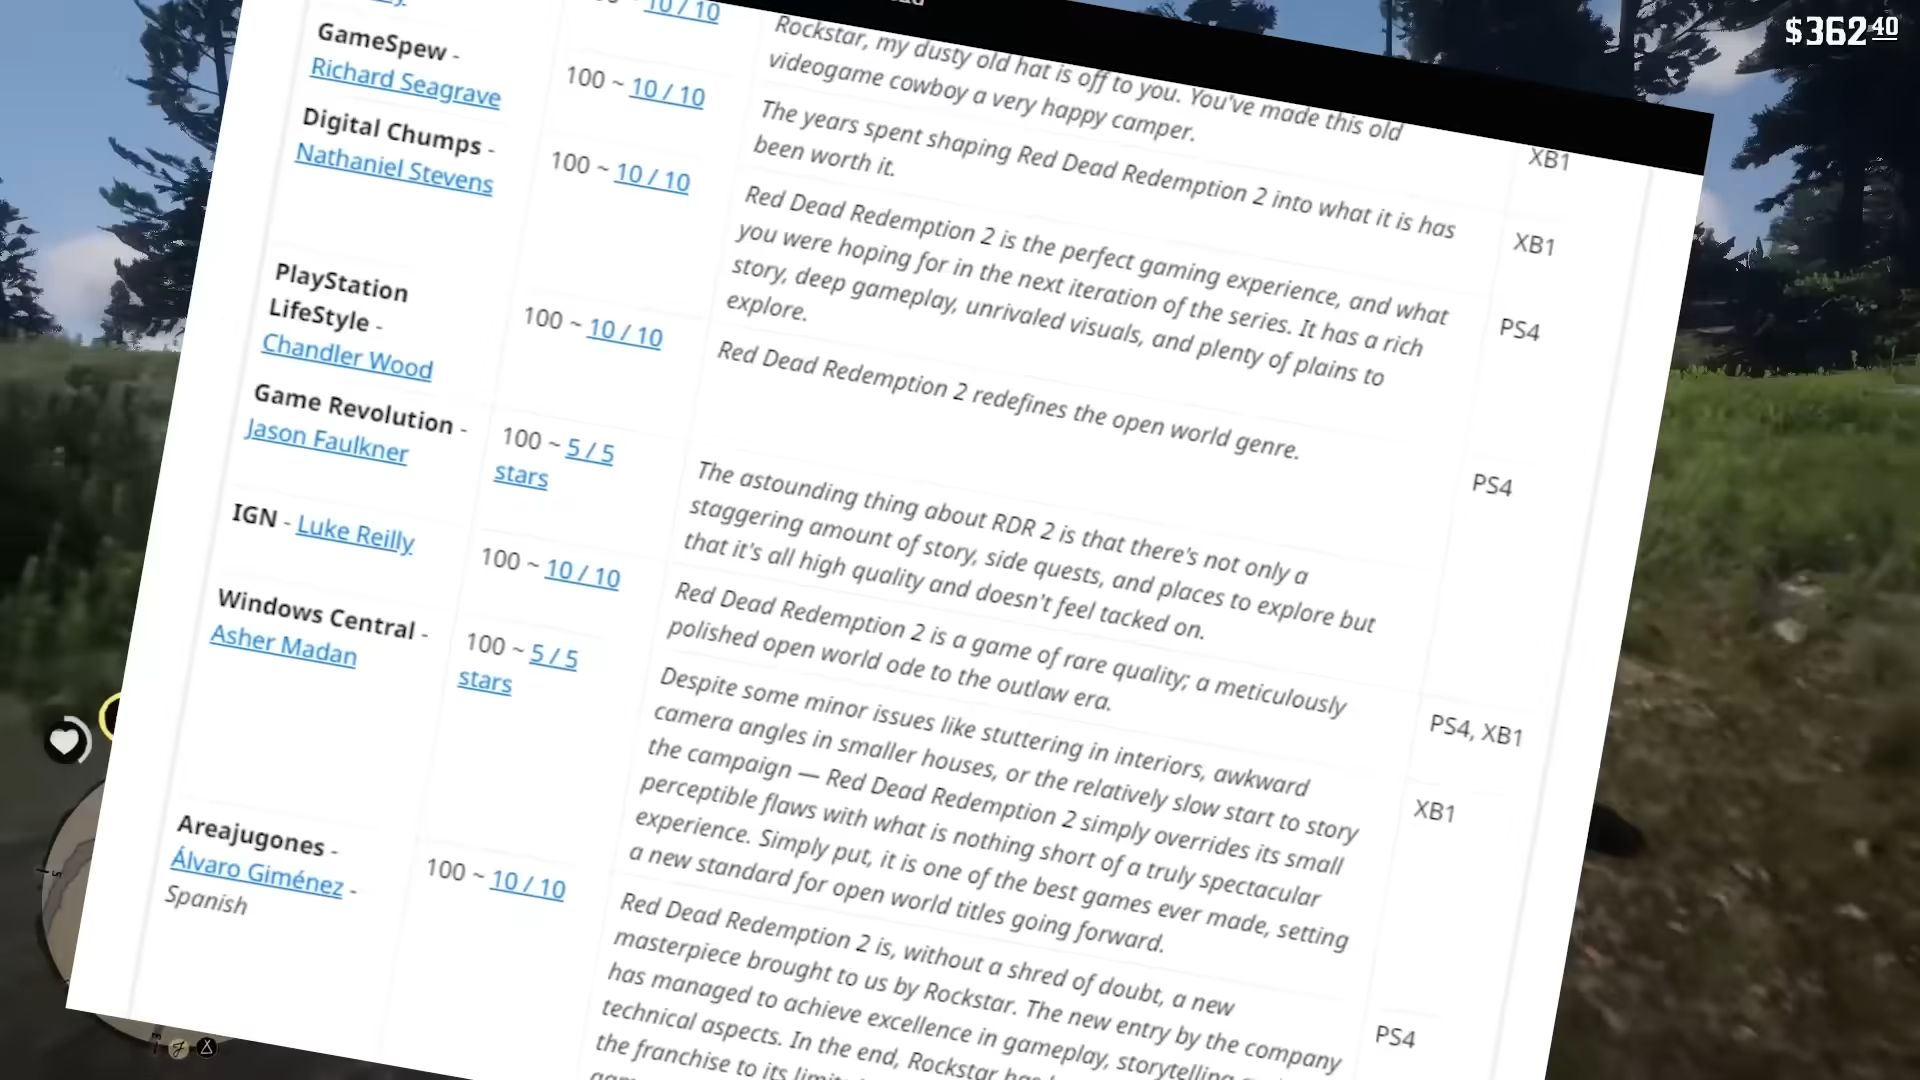 $362.40
10 / 10
GameSpew -
Richard Seagrave
100 ~ 10 / 10
Rockstar, my dusty old hat is off to you. You've made this old
videogame cowboy a very happy camper.
XB1
Digital Chumps -
Nathaniel Stevens
100 ~ 10 / 10
The years spent shaping Red Dead Redemption 2 into what it is has
been worth it.
XB1
Red Dead Redemption 2 is the perfect gaming experience, and what
you were hoping for in the next iteration of the series. It has a rich
story, deep gameplay, unrivaled visuals, and plenty of plains to
explore.
PS4
PlayStation
LifeStyle -
Chandler Wood
100 ~ 10 / 10
Red Dead Redemption 2 redefines the open world genre.
PS4
Game Revolution -
Jason Faulkner
100 ~ 5 / 5
stars
The astounding thing about RDR 2 is that there's not only a
staggering amount of story, side quests, and places to explore but
that it's all high quality and doesn't feel tacked on.
IGN - Luke Reilly
100 ~ 10 / 10
Red Dead Redemption 2 is a game of rare quality; a meticulously
polished open world ode to the outlaw era.
PS4, XB1
Windows Central -
Asher Madan
100 ~ 5 / 5
stars
Despite some minor issues like stuttering in interiors, awkward
camera angles in smaller houses, or the relatively slow start to story
the campaign — Red Dead Redemption 2 simply overrides its small
perceptible flaws with what is nothing short of a truly spectacular
experience. Simply put, it is one of the best games ever made, setting
a new standard for open world titles going forward.
XB1
Areajugones -
Álvaro Giménez -
Spanish
100 ~ 10 / 10
Red Dead Redemption 2 is, without a shred of doubt, a new
masterpiece brought to us by Rockstar. The new entry by the company
has managed to achieve excellence in gameplay, storytelling
technical aspects. In the end, Rockstar has
the franchise to its
PS4